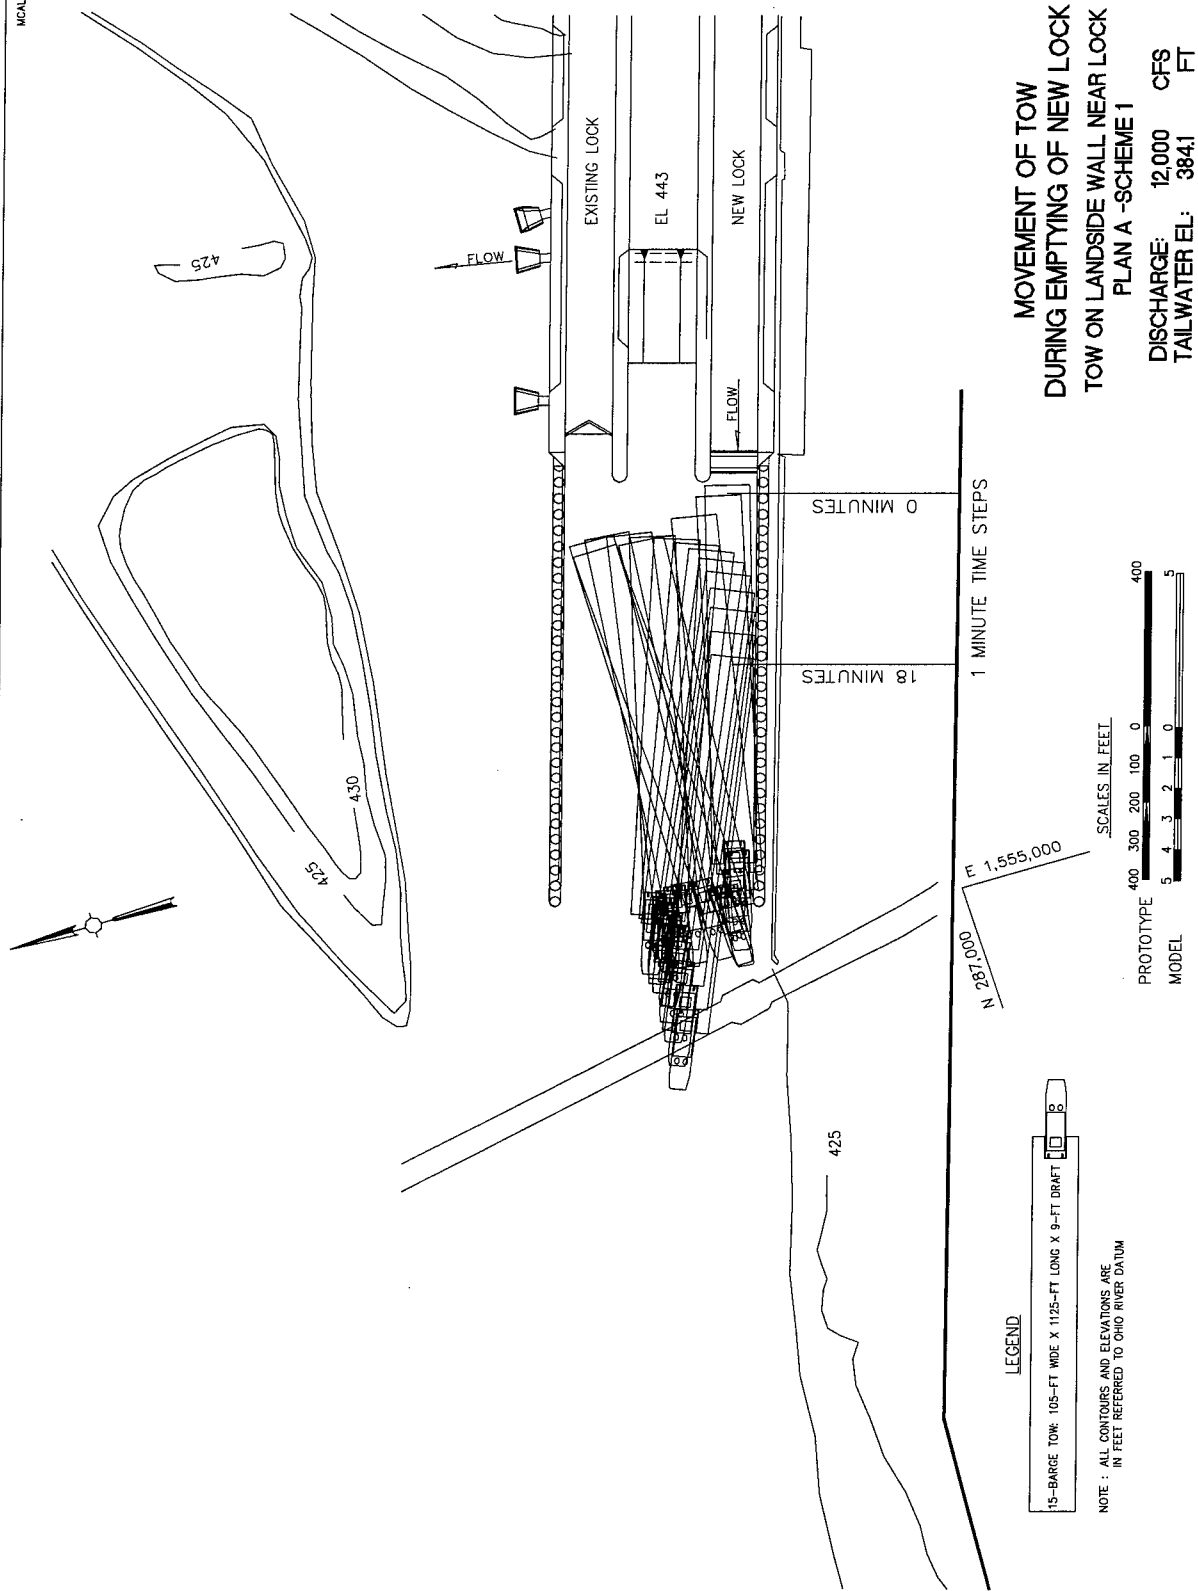 MCAL
MOVEMENT OF TOW
DURING EMPTYING OF NEW LOCK
TOW ON LANDSIDE WALL NEAR LOCK
PLAN A -SCHEME 1
DISCHARGE: 12,000 CFS
TAILWATER EL: 384.1 FT
EXISTING LOCK
EL 443
NEW LOCK
FLOW
FLOW
425
430
425
425
0 MINUTES
18 MINUTES
1 MINUTE TIME STEPS
E 1,555,000
N 287,000
SCALES IN FEET
PROTOTYPE 400 300 200 100 0 400
MODEL 5 4 3 2 1 0 5
LEGEND
15-BARGE TOW: 105-FT WIDE X 1125-FT LONG X 9-FT DRAFT
NOTE : ALL CONTOURS AND ELEVATIONS ARE
IN FEET REFERRED TO OHIO RIVER DATUM